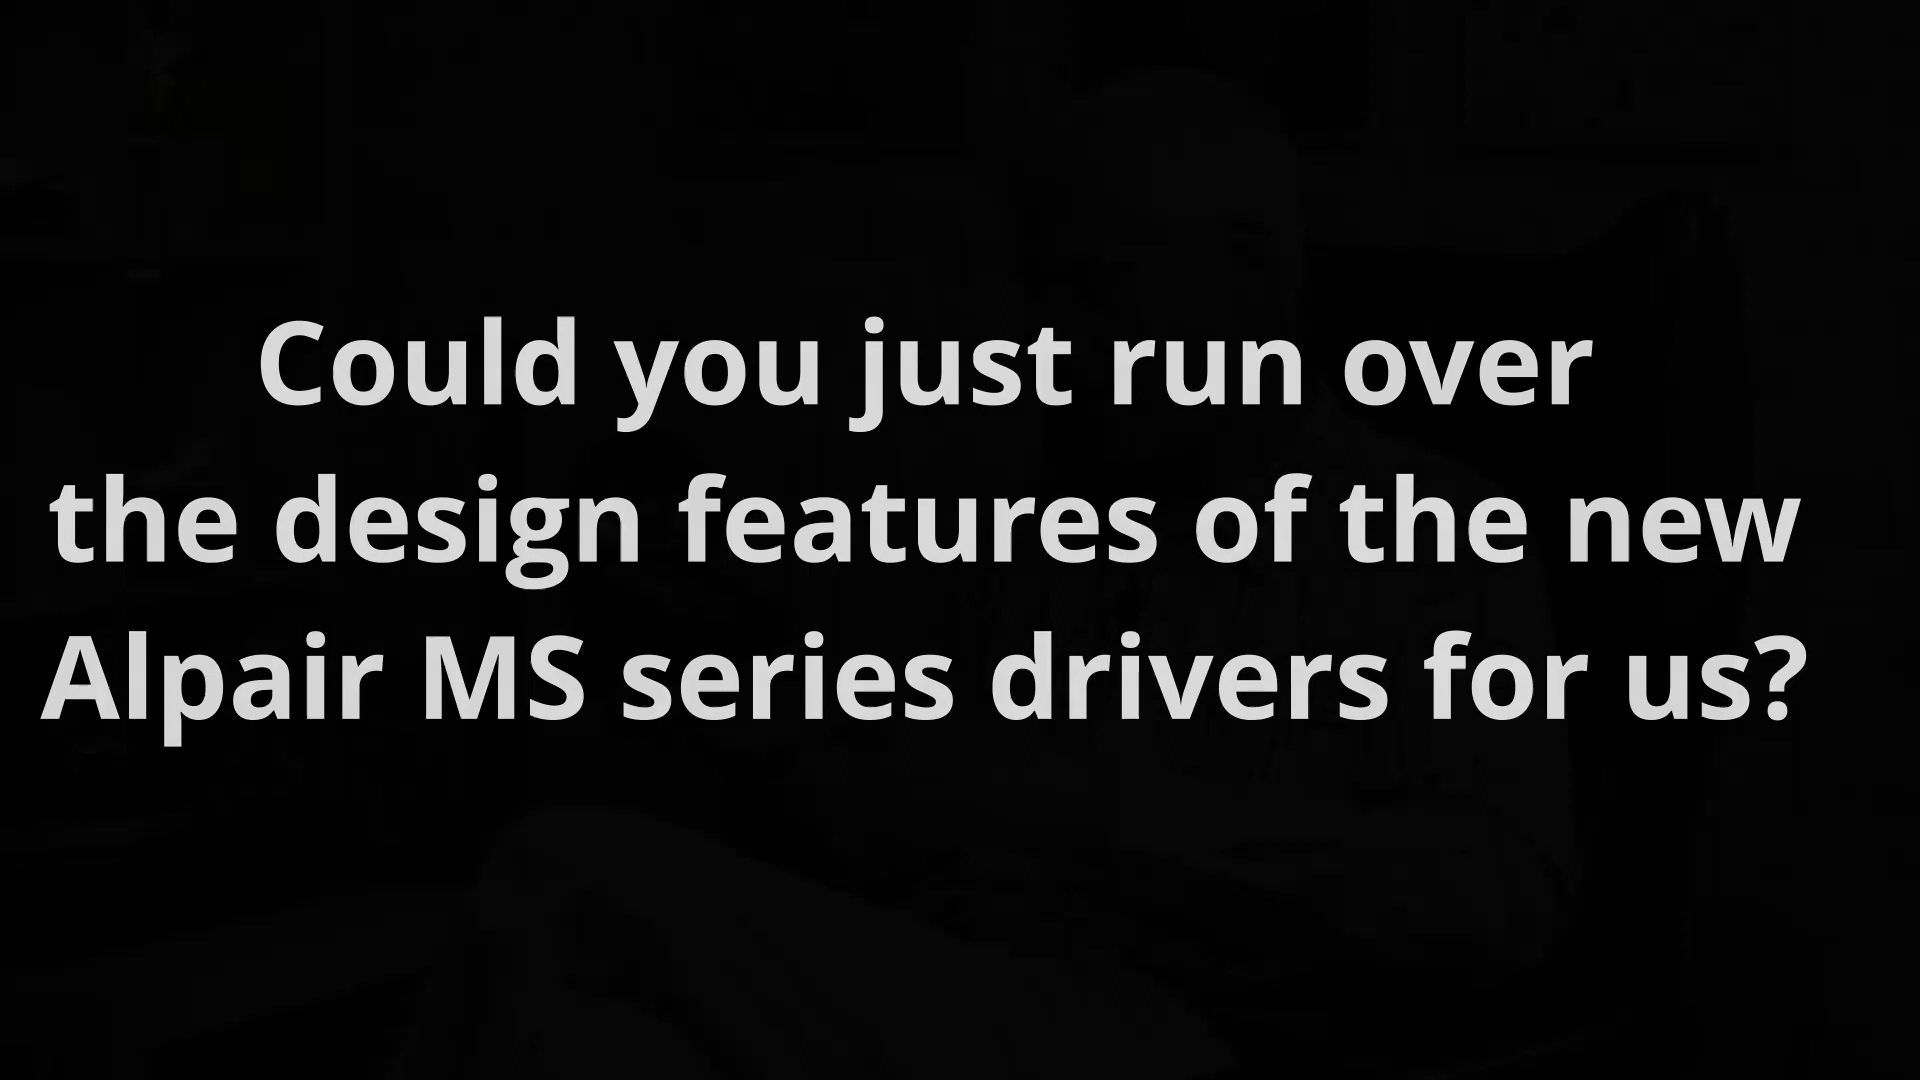 Could you just run over
the design features of the new
Alpair MS series drivers for us?